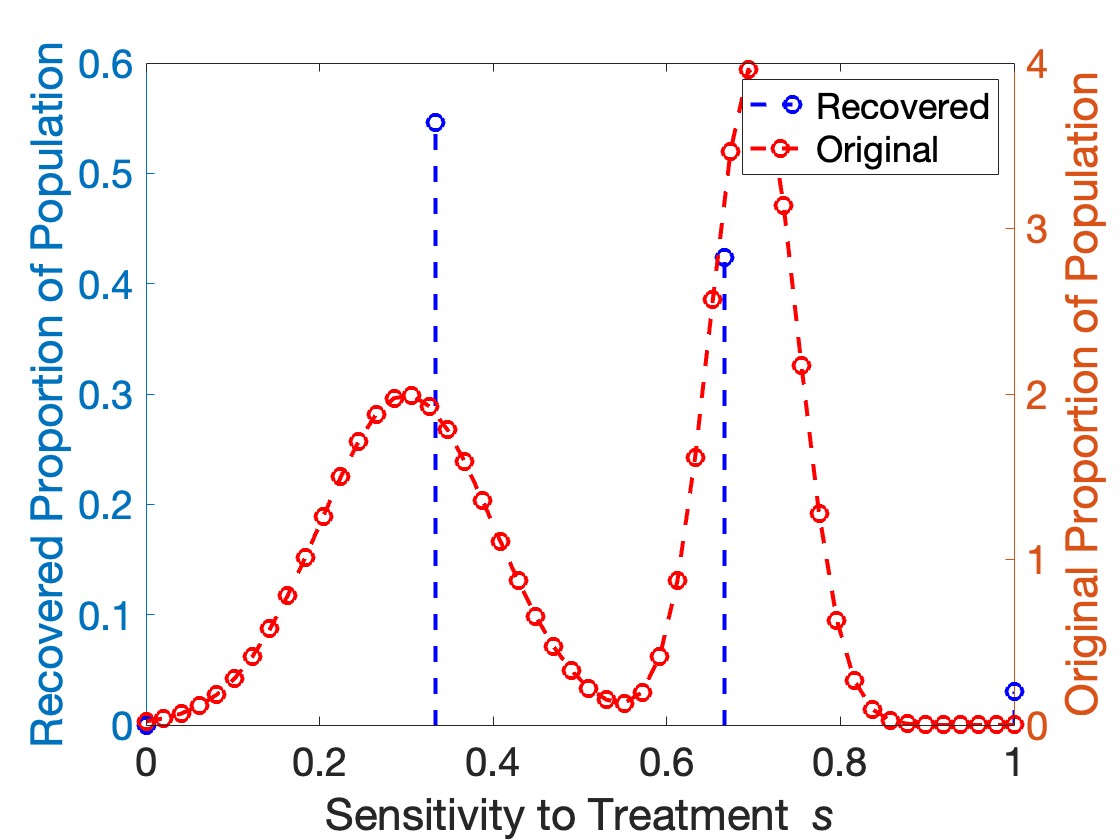 Recovered Proportion of Population
0.6
0.5
0.4
0.3
0.2
0.1
0
4
3
2
1
0
Original Proportion of Population
Recovered
Original
0 0.2 0.4 0.6 0.8 1
Sensitivity to Treatment s